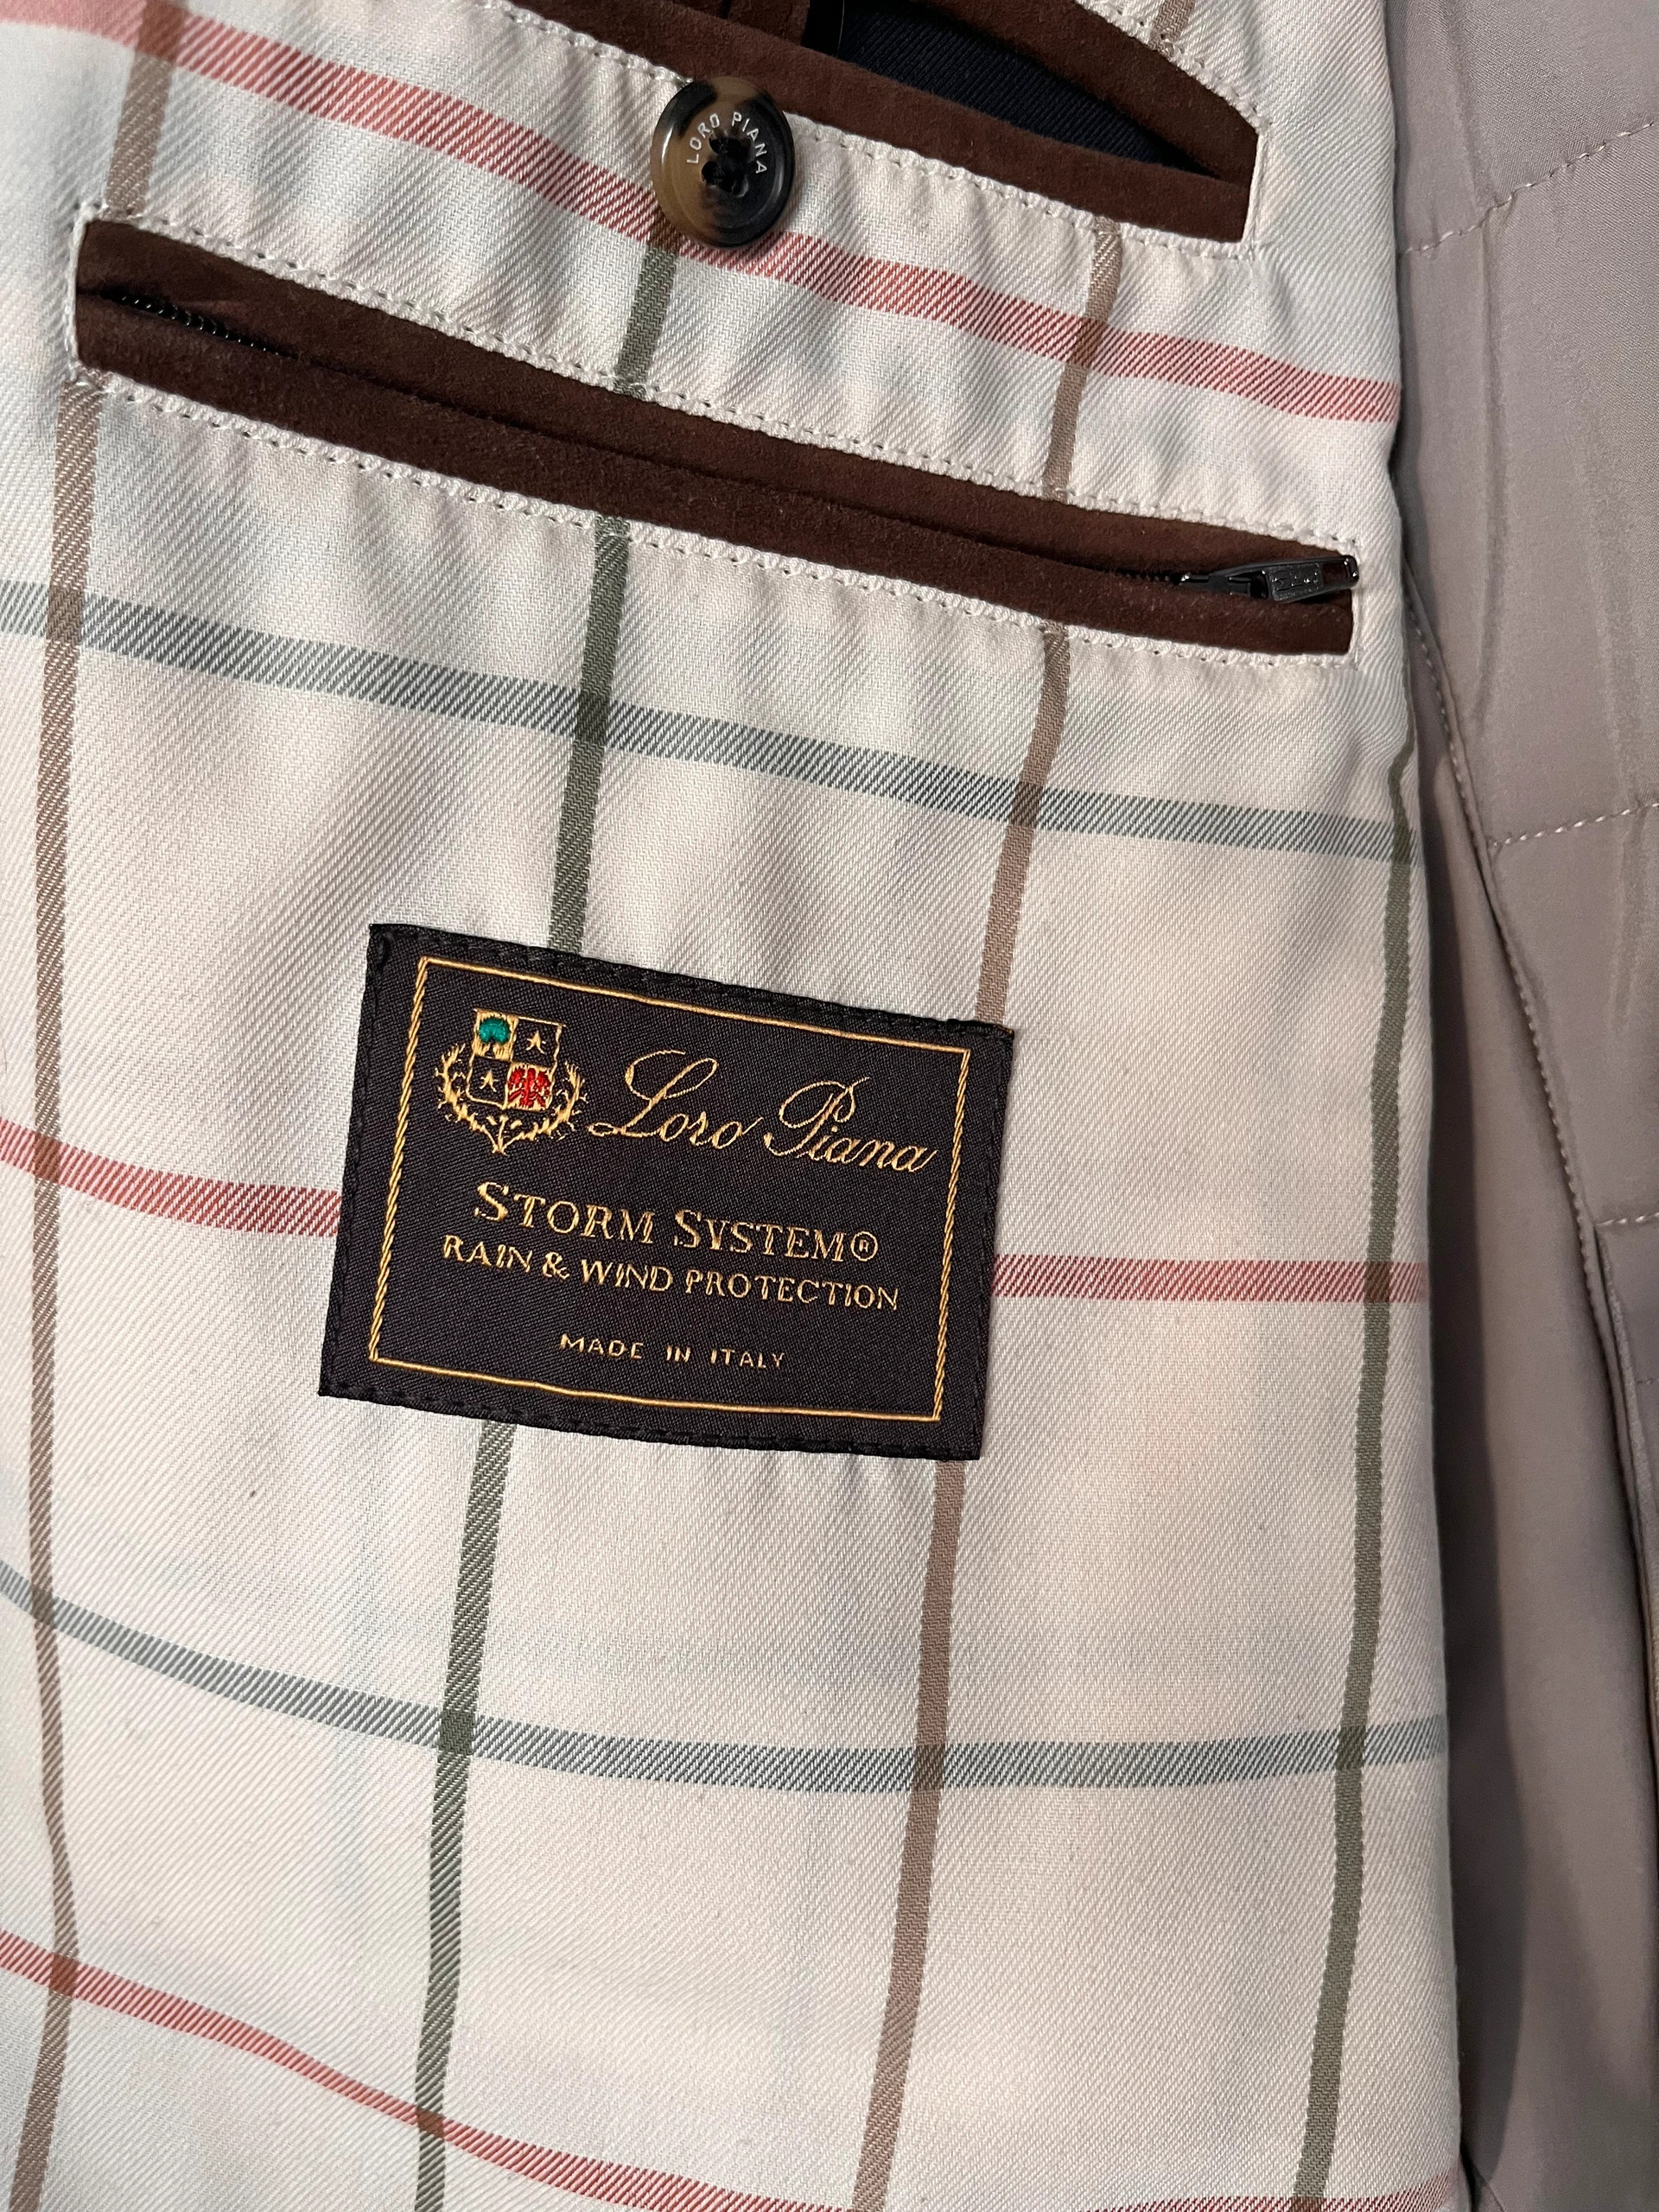 LORO PIANA
Loro Piana
STORM SYSTEM®
RAIN & WIND PROTECTION
MADE IN ITALY